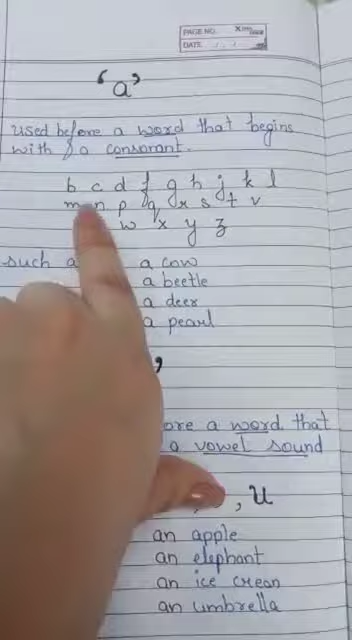 PAGE NO.
DATE
'a'
used before a word that begins
with a consonant.
b c d f g h j k l
m n p q r s t v
w x y z
such a cow
a beetle
a deer
a pearl
,
ore a word that
a vowel sound
, u
an apple
an elephant
an ice crean
an umbrella